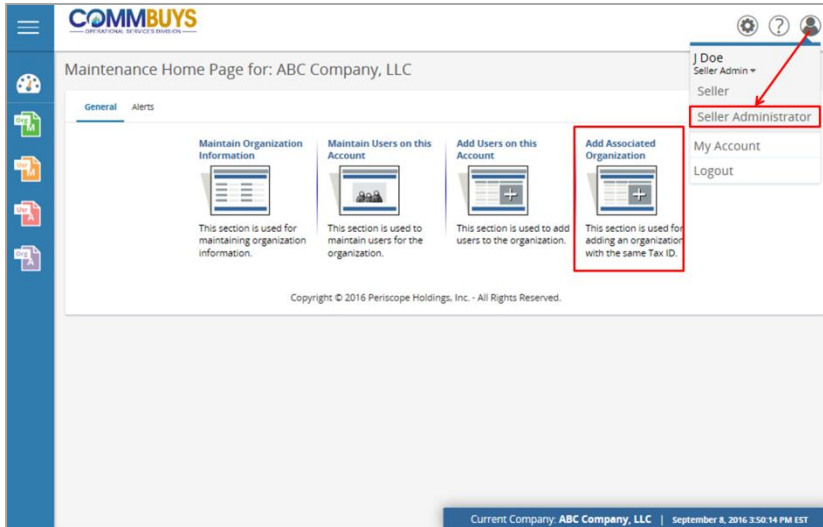 COMMBUYS
OPERATIONAL SERVICES DIVISION
J Doe
Seller Admin
Seller
Seller Administrator
My Account
Logout
Maintenance Home Page for: ABC Company, LLC
General Alerts
Org M
Usr M
Usr A
Org A
Maintain Organization
Information
This section is used for
maintaining organization
information.
Maintain Users on this
Account
This section is used to
maintain users for the
organization.
Add Users on this
Account
This section is used to add
users to the organization.
Add Associated
Organization
This section is used for
adding an organization
with the same Tax ID.
Copyright © 2016 Periscope Holdings, Inc. - All Rights Reserved.
Current Company: ABC Company, LLC | September 8, 2016 3:50:14 PM EST